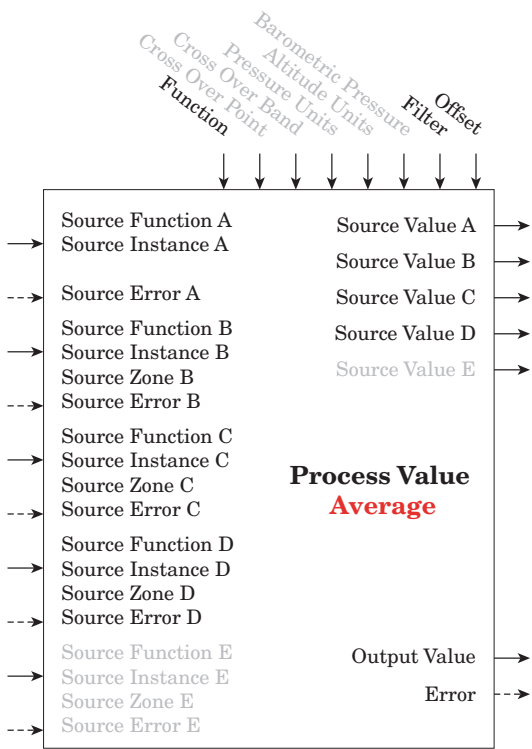 Function
Cross Over Point
Cross Over Band
Pressure Units
Altitude Units
Barometric Pressure
Filter
Offset
Source Function A
Source Instance A
Source Error A
Source Function B
Source Instance B
Source Zone B
Source Error B
Source Function C
Source Instance C
Source Zone C
Source Error C
Source Function D
Source Instance D
Source Zone D
Source Error D
Source Function E
Source Instance E
Source Zone E
Source Error E
Source Value A
Source Value B
Source Value C
Source Value D
Source Value E
Process Value
Average
Output Value
Error